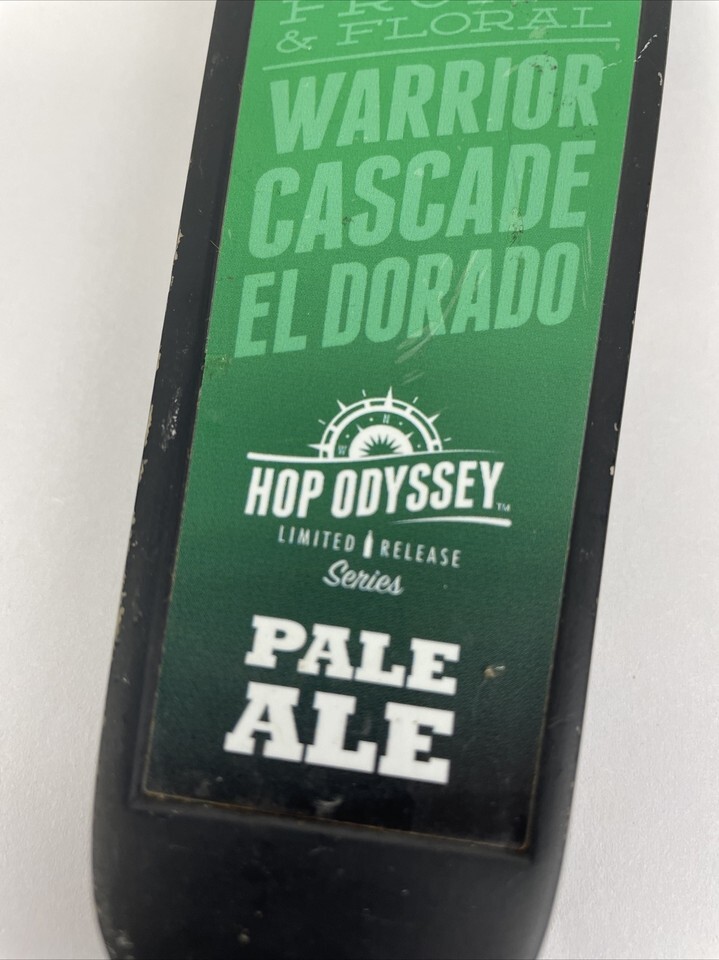 & FLORAL
WARRIOR
CASCADE
EL DORADO
N
W
HOP ODYSSEY™
LIMITED RELEASE
Series
PALE
ALE